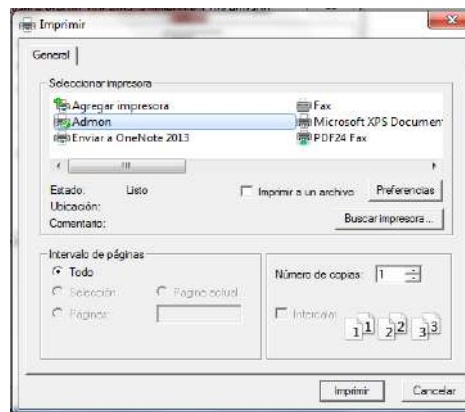 Imprimir
General
Seleccionar impresora
Agregar impresora
Admon
Enviar a OneNote 2013
Fax
Microsoft XPS Documen
PDF24 Fax
Estado: Listo
Ubicación:
Comentario:
Imprimir a un archivo
Preferencias
Buscar impresora...
Intervalo de páginas
Todo
Selección
Página actual
Páginas:
Número de copias: 1
Intercalar
1 1 2 2 3 3
Imprimir
Cancelar